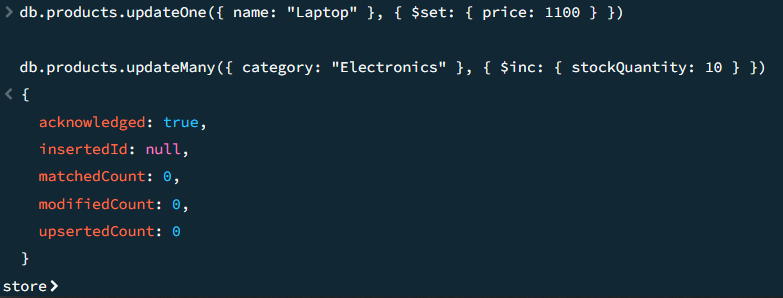 > db.products.updateOne({ name: "Laptop" }, { $set: { price: 1100 } })
db.products.updateMany({ category: "Electronics" }, { $inc: { stockQuantity: 10 } })
< {
acknowledged: true,
insertedId: null,
matchedCount: 0,
modifiedCount: 0,
upsertedCount: 0
}
store>